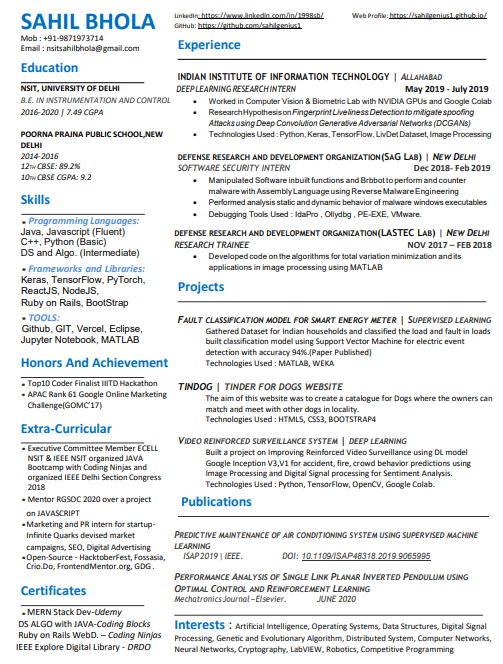 SAHIL BHOLA
Mob : +91-9871973714
Email : nsitsahilbhola@gmail.com
LinkedIn: https://www.linkedin.com/in/1998sb/
Web Profile: https://sahilgenius1.github.io/
GitHub: https://github.com/sahilgenius1
Education
NSIT, UNIVERSITY OF DELHI
B.E. IN INSTRUMENTATION AND CONTROL
2016-2020 | 7.49 CGPA
POORNA PRAJNA PUBLIC SCHOOL,NEW
DELHI
2014-2016
12TH CBSE: 89.2%
10TH CBSE CGPA: 9.2
Skills
• Programming Languages:
Java, Javascript (Fluent)
C++, Python (Basic)
DS and Algo. (Intermediate)
• Frameworks and Libraries:
Keras, TensorFlow, PyTorch,
ReactJS, NodeJS,
Ruby on Rails, BootStrap
• TOOLS:
Github, GIT, Vercel, Eclipse,
Jupyter Notebook, MATLAB
Honors And Achievement
• Top10 Coder Finalist IIITD Hackathon
• APAC Rank 61 Google Online Marketing
Challenge(GOMC'17)
Extra-Curricular
• Executive Committee Member ECELL
NSIT & IEEE NSIT organized JAVA
Bootcamp with Coding Ninjas and
organized IEEE Delhi Section Congress
2018
• Mentor RGSOC 2020 over a project
on JAVASCRIPT
• Marketing and PR intern for startup-
Infinite Quarks devised market
campaigns, SEO, Digital Advertising
• Open-Source - HacktoberFest, Fossasia,
Crio.Do, FrontendMentor.org, GDG .
Certificates
• MERN Stack Dev-Udemy
DS ALGO with JAVA-Coding Blocks
Ruby on Rails WebD. – Coding Ninjas
IEEE Explore Digital Library - DRDO
Experience
INDIAN INSTITUTE OF INFORMATION TECHNOLOGY | ALLAHABAD
DEEP LEARNING RESEARCH INTERN May 2019 - July 2019
• Worked in Computer Vision & Biometric Lab with NVIDIA GPUs and Google Colab
• Research Hypothesis on Fingerprint Liveliness Detection to mitigate spoofing
Attacks using Deep Convolution Generative Adversarial Networks (DCGANs)
• Technologies Used : Python, Keras, TensorFlow, LivDet Dataset, Image Processing
DEFENSE RESEARCH AND DEVELOPMENT ORGANIZATION(SAG LAB) | NEW DELHI
SOFTWARE SECURITY INTERN Dec 2018- Feb 2019
• Manipulated Software inbuilt functions and Brbbot to perform and counter
malware with Assembly Language using Reverse Malware Engineering
• Performed analysis static and dynamic behavior of malware windows executables
• Debugging Tools Used : IdaPro , Ollydbg , PE-EXE, VMware.
DEFENSE RESEARCH AND DEVELOPMENT ORGANIZATION(LASTEC LAB) | NEW DELHI
RESEARCH TRAINEE NOV 2017 – FEB 2018
• Developed code on the algorithms for total variation minimization and its
applications in image processing using MATLAB
Projects
FAULT CLASSIFICATION MODEL FOR SMART ENERGY METER | SUPERVISED LEARNING
Gathered Dataset for Indian households and classified the load and fault in loads
built classification model using Support Vector Machine for electric event
detection with accuracy 94%.(Paper Published)
Technologies Used : MATLAB, WEKA
TINDOG | TINDER FOR DOGS WEBSITE
The aim of this website was to create a catalogue for Dogs where the owners can
match and meet with other dogs in locality.
Technologies Used : HTML5, CSS3, BOOTSTRAP4
VIDEO REINFORCED SURVEILLANCE SYSTEM | DEEP LEARNING
Built a project on Improving Reinforced Video Surveillance using DL model
Google Inception V3,V1 for accident, fire, crowd behavior predictions using
Image Processing and Digital Signal processing for Sentiment Analysis.
Technologies Used : Python, TensorFlow, OpenCV, Google Colab.
Publications
PREDICTIVE MAINTENANCE OF AIR CONDITIONING SYSTEM USING SUPERVISED MACHINE
LEARNING
ISAP 2019 | IEEE. DOI: 10.1109/ISAP48318.2019.9065995
PERFORMANCE ANALYSIS OF SINGLE LINK PLANAR INVERTED PENDULUM USING
OPTIMAL CONTROL AND REINFORCEMENT LEARNING
Mechatronics Journal – Elsevier. JUNE 2020
Interests : Artificial Intelligence, Operating Systems, Data Structures, Digital Signal
Processing, Genetic and Evolutionary Algorithm, Distributed System, Computer Networks,
Neural Networks, Cryptography, LabVIEW, Robotics, Competitive Programming